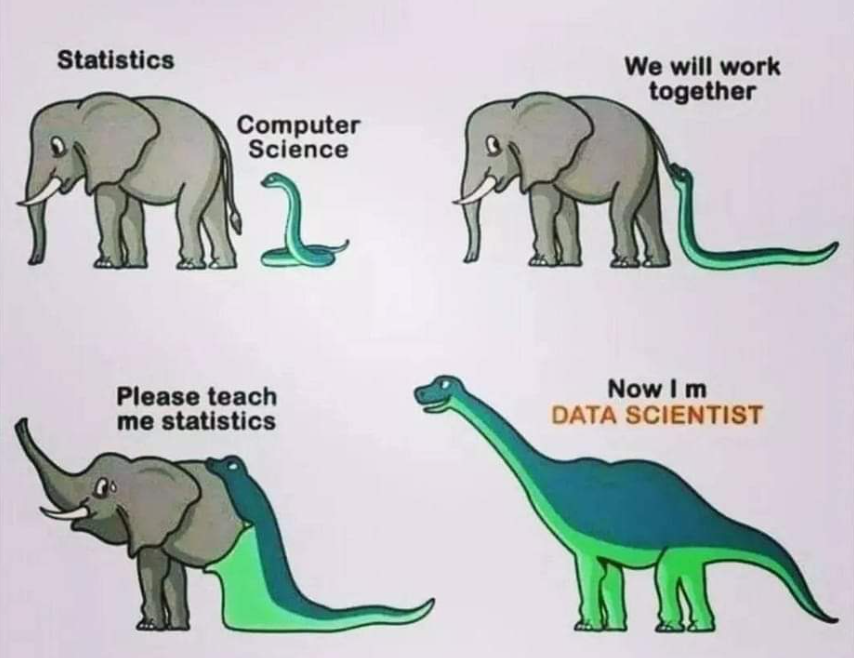 Statistics
Computer
Science
We will work
together
Please teach
me statistics
Now I m
DATA SCIENTIST